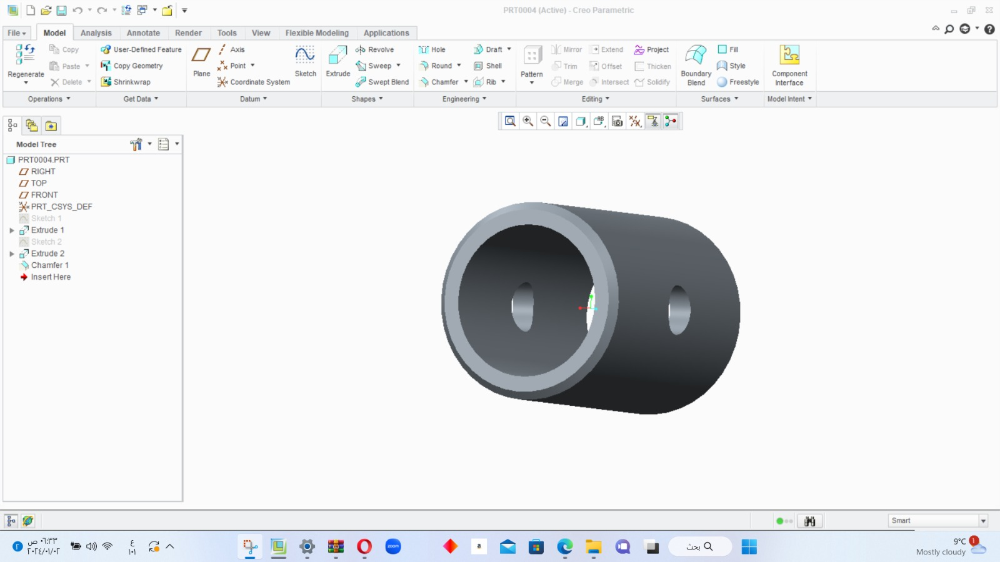 PRT0004 (Active) - Creo Parametric
File Model Analysis Annotate Render Tools View Flexible Modeling Applications
Regenerate
Copy
Paste
Delete
Operations
User-Defined Feature
Copy Geometry
Shrinkwrap
Get Data
Plane
Axis
Point
Coordinate System
Sketch
Datum
Extrude
Revolve
Sweep
Swept Blend
Shapes
Hole
Round
Chamfer
Draft
Shell
Rib
Engineering
Pattern
Mirror
Trim
Merge
Extend
Offset
Intersect
Project
Thicken
Solidify
Editing
Boundary
Blend
Fill
Style
Freestyle
Surfaces
Component
Interface
Model Intent
Model Tree
PRT0004.PRT
RIGHT
TOP
FRONT
PRT_CSYS_DEF
Sketch 1
Extrude 1
Sketch 2
Extrude 2
Chamfer 1
Insert Here
Smart
٢
٠٦:٣٣ ص
٢٠٢٤/٠١/٠٢
ع
١٠١
zoom
a
بحث
9°C
Mostly cloudy
١